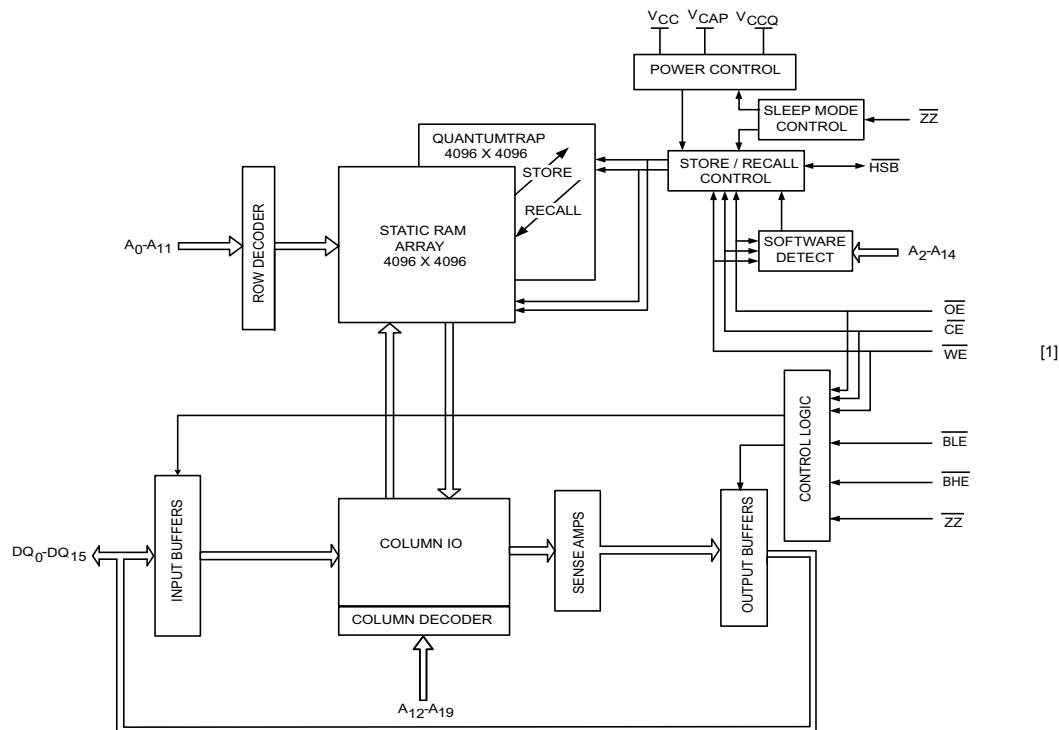 VCC VCAP VCCQ
POWER CONTROL
SLEEP MODE
CONTROL
ZZ
QUANTUMTRAP
4096 X 4096
STORE
RECALL
STORE / RECALL
CONTROL
HSB
STATIC RAM
ARRAY
4096 X 4096
ROW DECODER
A0-A11
SOFTWARE
DETECT
A2-A14
OE
CE
WE
[1]
CONTROL LOGIC
BLE
BHE
ZZ
DQ0-DQ15
INPUT BUFFERS
COLUMN IO
COLUMN DECODER
SENSE AMPS
OUTPUT BUFFERS
A12-A19